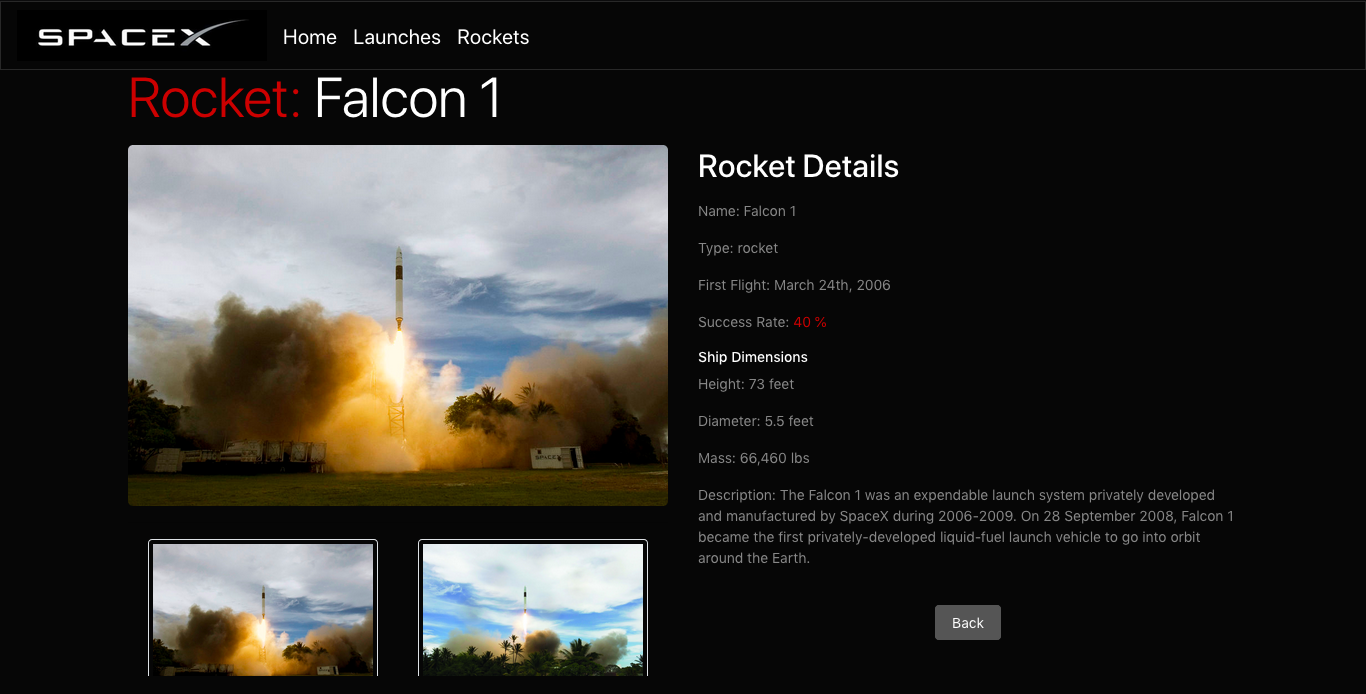 SPACEX Home Launches Rockets
Rocket: Falcon 1
SPACEX
Rocket Details
Name: Falcon 1
Type: rocket
First Flight: March 24th, 2006
Success Rate: 40 %
Ship Dimensions
Height: 73 feet
Diameter: 5.5 feet
Mass: 66,460 lbs
Description: The Falcon 1 was an expendable launch system privately developed
and manufactured by SpaceX during 2006-2009. On 28 September 2008, Falcon 1
became the first privately-developed liquid-fuel launch vehicle to go into orbit
around the Earth.
Back